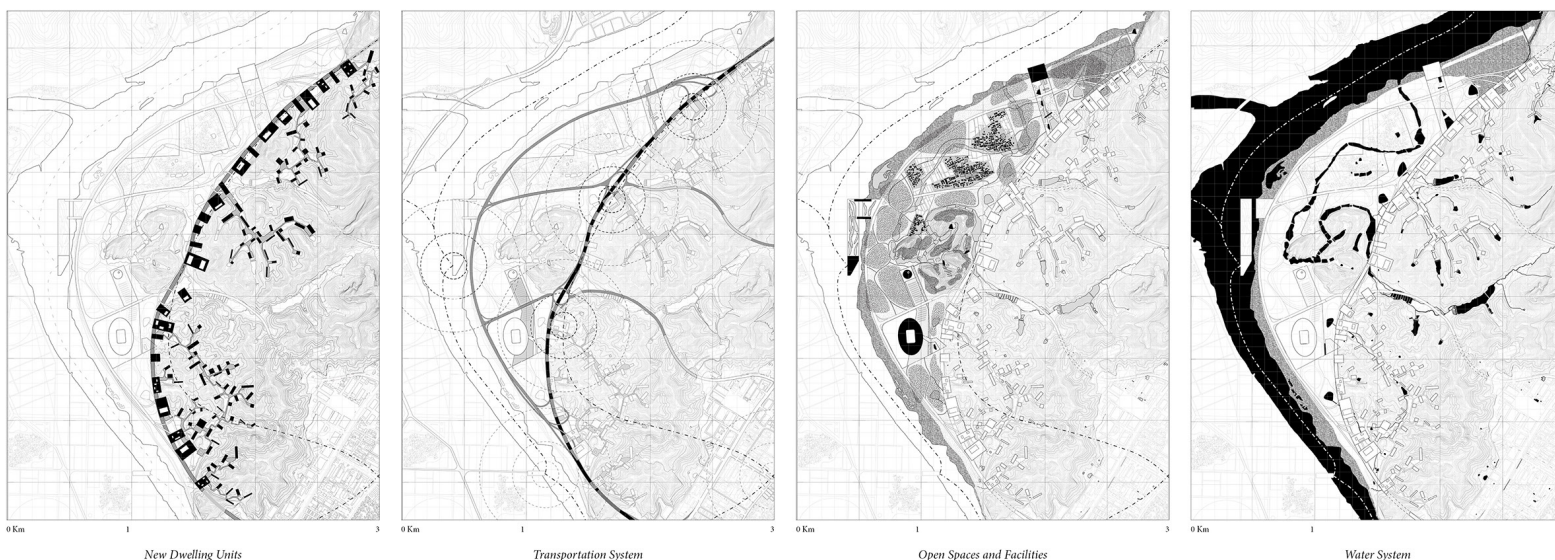 0 Km 1 3
0 Km 1 3
0 Km 1 3
0 Km 1
New Dwelling Units
Transportation System
Open Spaces and Facilities
Water System